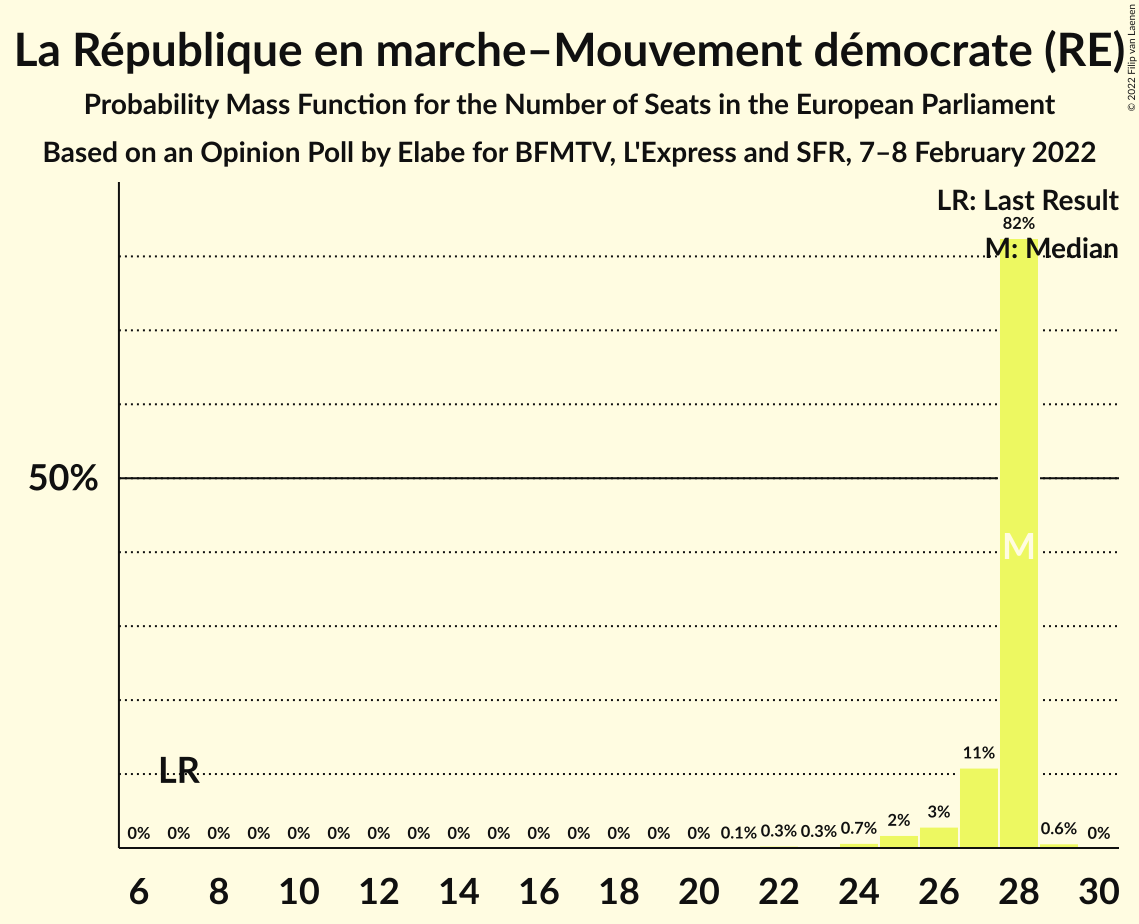 La République en marche–Mouvement démocrate (RE)
© 2022 Filip van Laenen
Probability Mass Function for the Number of Seats in the European Parliament
Based on an Opinion Poll by Elabe for BFMTV, L'Express and SFR, 7–8 February 2022
LR: Last Result
82%
M: Median
50%
M
LR
11%
0% 0% 0% 0% 0% 0% 0% 0% 0% 0% 0% 0% 0% 0% 0% 0.1% 0.3% 0.3% 0.7% 2% 3% 0.6% 0%
6 8 10 12 14 16 18 20 22 24 26 28 30